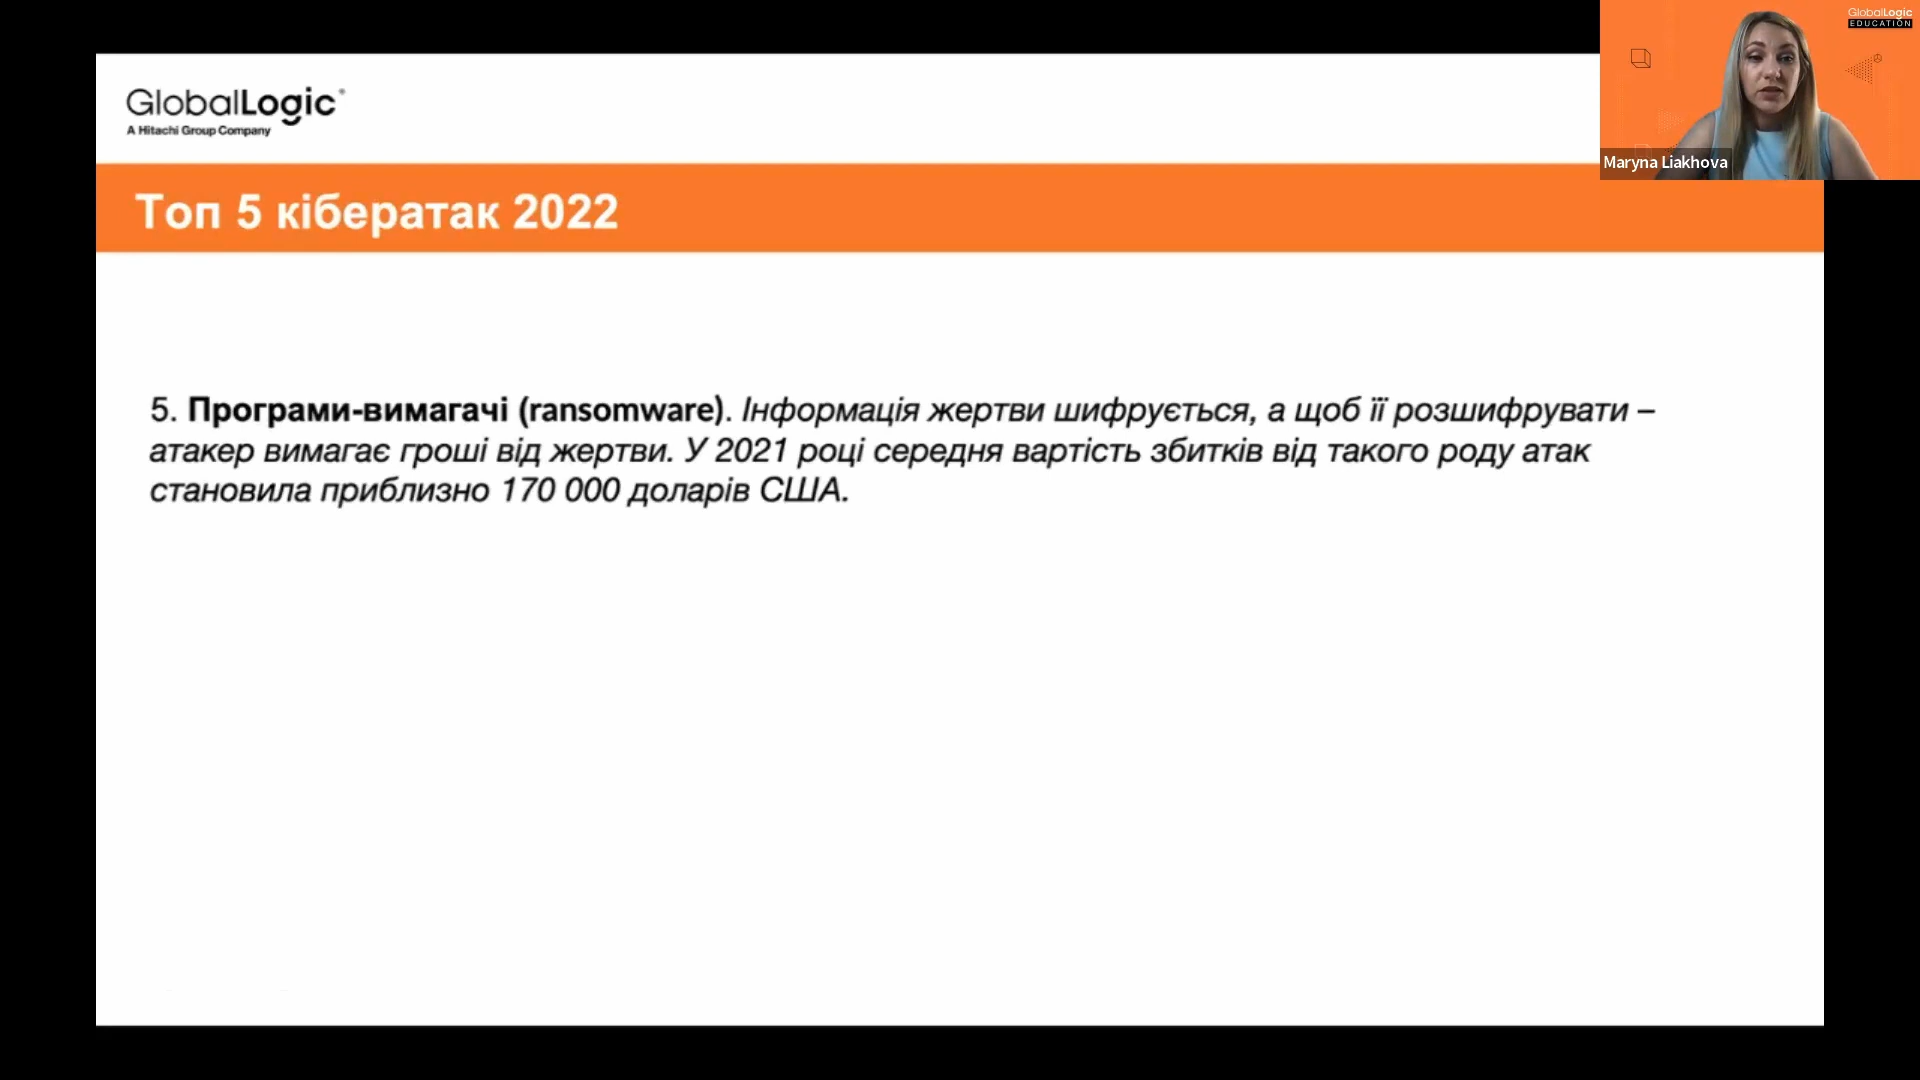 GlobalLogic
A Hitachi Group Company
GlobalLogic
EDUCATION
Maryna Liakhova
Топ 5 кібератак 2022
5. Програми-вимагачі (ransomware). Інформація жертви шифрується, а щоб її розшифрувати –
атакер вимагає гроші від жертви. У 2021 році середня вартість збитків від такого роду атак
становила приблизно 170 000 доларів США.